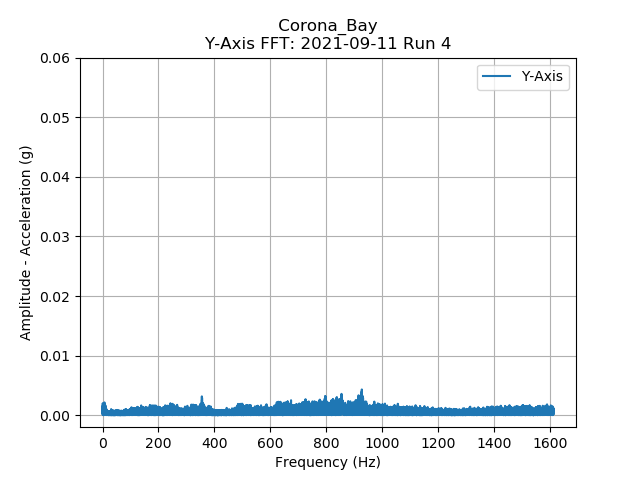 Corona_Bay
Y-Axis FFT: 2021-09-11 Run 4
Y-Axis
Amplitude - Acceleration (g)
0.06
0.05
0.04
0.03
0.02
0.01
0.00
0 200 400 600 800 1000 1200 1400 1600
Frequency (Hz)